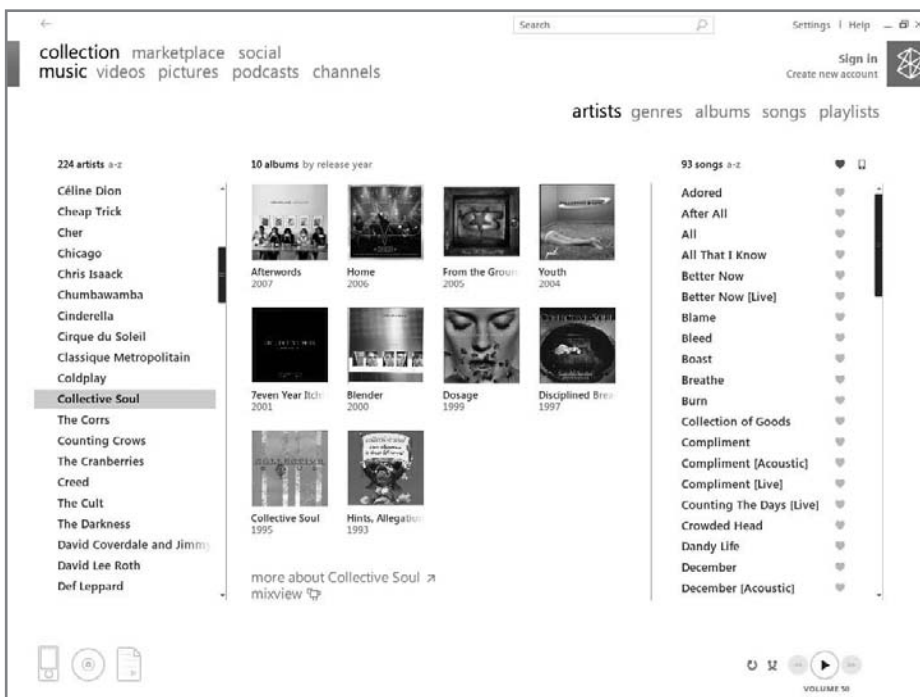 Search
Settings | Help
collection marketplace social
music videos pictures podcasts channels
Sign in
Create new account
artists genres albums songs playlists
224 artists a-z
Céline Dion
Cheap Trick
Cher
Chicago
Chris Isaack
Chumbawamba
Cinderella
Cirque du Soleil
Classique Metropolitain
Coldplay
Collective Soul
The Corrs
Counting Crows
The Cranberries
Creed
The Cult
The Darkness
David Coverdale and Jimmy
David Lee Roth
Def Leppard
10 albums by release year
Afterwords
2007
Home
2006
From the Groun
2005
Youth
2004
7even Year Itch
2001
Blender
2000
Dosage
1999
Disciplined Brea
1997
Collective Soul
1995
Hints, Allegation
1993
more about Collective Soul
mixview
93 songs a-z
Adored
After All
All
All That I Know
Better Now
Better Now [Live]
Blame
Bleed
Boast
Breathe
Burn
Collection of Goods
Compliment
Compliment [Acoustic]
Compliment [Live]
Counting The Days [Live]
Crowded Head
Dandy Life
December
December [Acoustic]
VOLUME 50